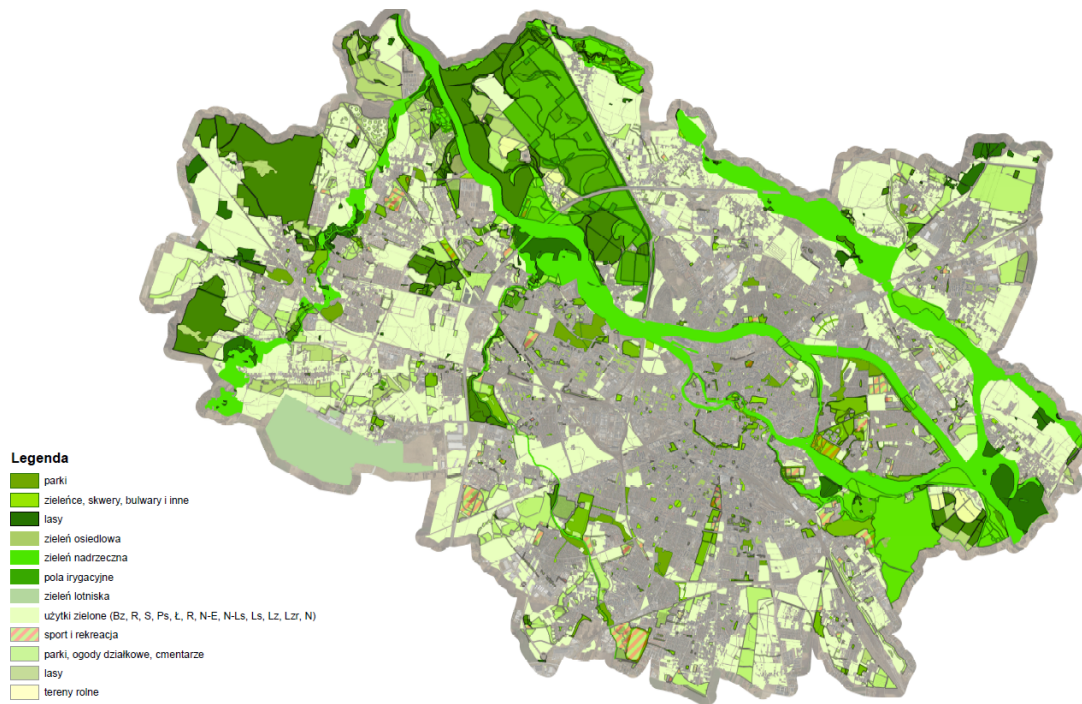 Legenda
parki
zieleńce, skwery, bulwary i inne
lasy
zieleń osiedlowa
zieleń nadrzeczna
pola irygacyjne
zieleń lotniska
użytki zielone (Bz, R, S, Ps, Ł, R, N-E, N-Ls, Ls, Lz, Lzr, N)
sport i rekreacja
parki, ogody działkowe, cmentarze
lasy
tereny rolne